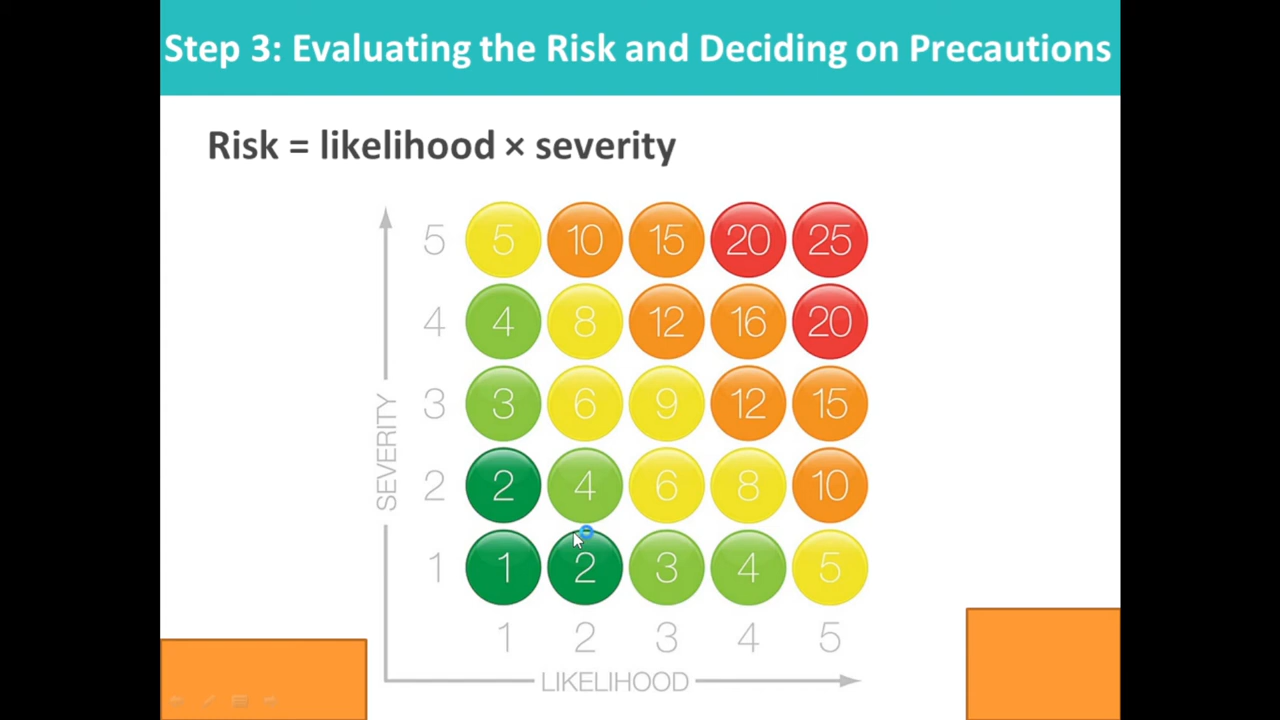 Step 3: Evaluating the Risk and Deciding on Precautions
Risk = likelihood × severity
5 5 10 15 20 25
4 4 8 12 16 20
3 3 6 9 12 15
2 2 4 6 8 10
1 1 2 3 4 5
SEVERITY
1 2 3 4 5
LIKELIHOOD